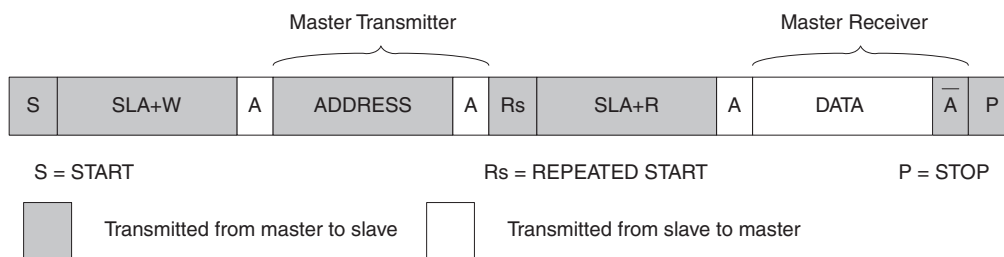 Master Transmitter Master Receiver
S SLA+W A ADDRESS A Rs SLA+R A DATA A̅ P
S = START Rs = REPEATED START P = STOP
Transmitted from master to slave Transmitted from slave to master